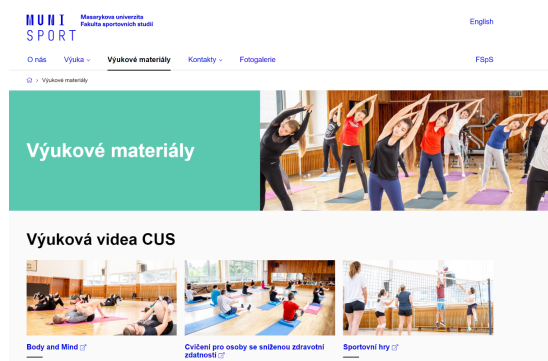 MUNI
SPORT
Masarykova univerzita
Fakulta sportovních studií
English
O nás Výuka Výukové materiály Kontakty Fotogalerie FSpS
Výukové materiály
Výukové materiály
Výuková videa CUS
Body and Mind
Cvičení pro osoby se sníženou zdravotní
zdatností
Sportovní hry